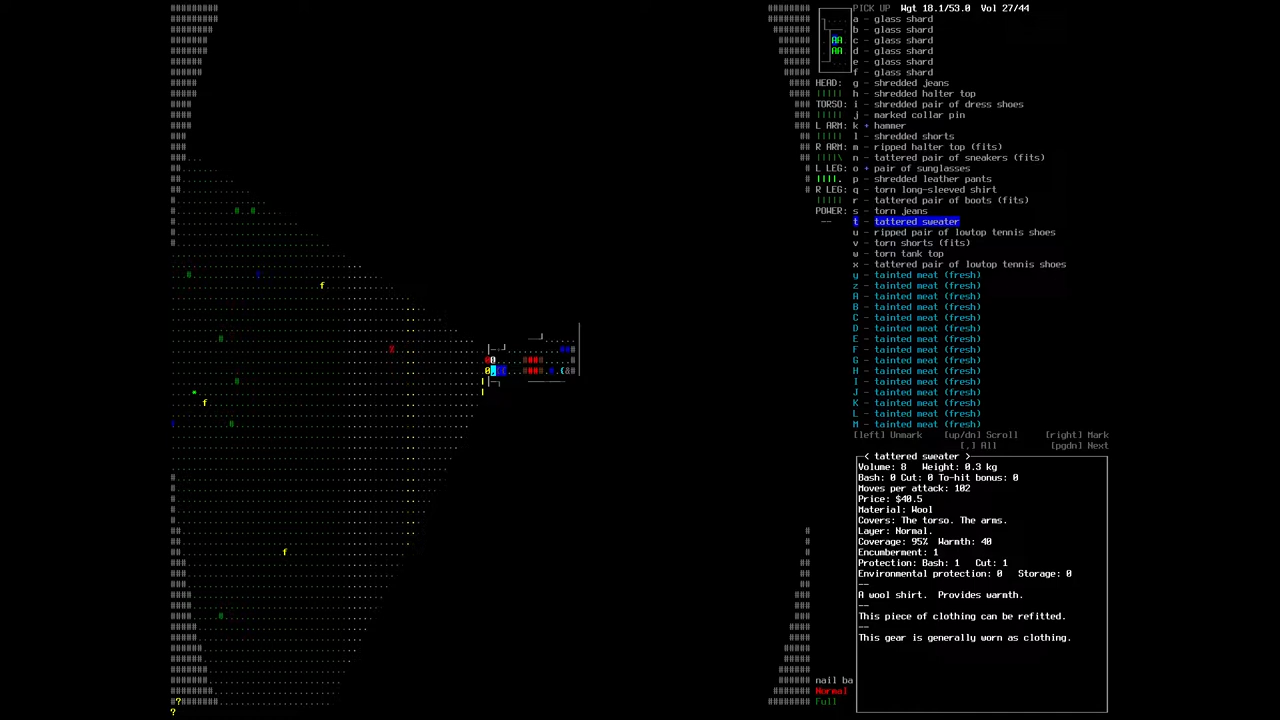 PICK UP Wgt 18.1/53.0 Vol 27/44
a - glass shard
b - glass shard
c - glass shard
d - glass shard
e - glass shard
f - glass shard
HEAD: g - shredded jeans
h - shredded halter top
TORSO: i - shredded pair of dress shoes
j - marked collar pin
L ARM: k + hammer
l - shredded shorts
R ARM: m - ripped halter top (fits)
n - tattered pair of sneakers (fits)
L LEG: o + pair of sunglasses
p - shredded leather pants
R LEG: q - torn long-sleeved shirt
r - tattered pair of boots (fits)
POWER: s - torn jeans
-- t - tattered sweater
u - ripped pair of lowtop tennis shoes
v - torn shorts (fits)
w - torn tank top
x - tattered pair of lowtop tennis shoes
y - tainted meat (fresh)
z - tainted meat (fresh)
A - tainted meat (fresh)
B - tainted meat (fresh)
C - tainted meat (fresh)
D - tainted meat (fresh)
E - tainted meat (fresh)
F - tainted meat (fresh)
G - tainted meat (fresh)
H - tainted meat (fresh)
I - tainted meat (fresh)
J - tainted meat (fresh)
K - tainted meat (fresh)
L - tainted meat (fresh)
M - tainted meat (fresh)
[left] Unmark [up/dn] Scroll [right] Mark
[,] All [pgdn] Next
< tattered sweater >
Volume: 8 Weight: 0.3 kg
Bash: 0 Cut: 0 To-hit bonus: 0
Moves per attack: 102
Price: $40.5
Material: Wool
Covers: The torso. The arms.
Layer: Normal.
Coverage: 95% Warmth: 40
Encumberment: 1
Protection: Bash: 1 Cut: 1
Environmental protection: 0 Storage: 0
--
A wool shirt. Provides warmth.
--
This piece of clothing can be refitted.
--
This gear is generally worn as clothing.
nail ba
Normal
Full